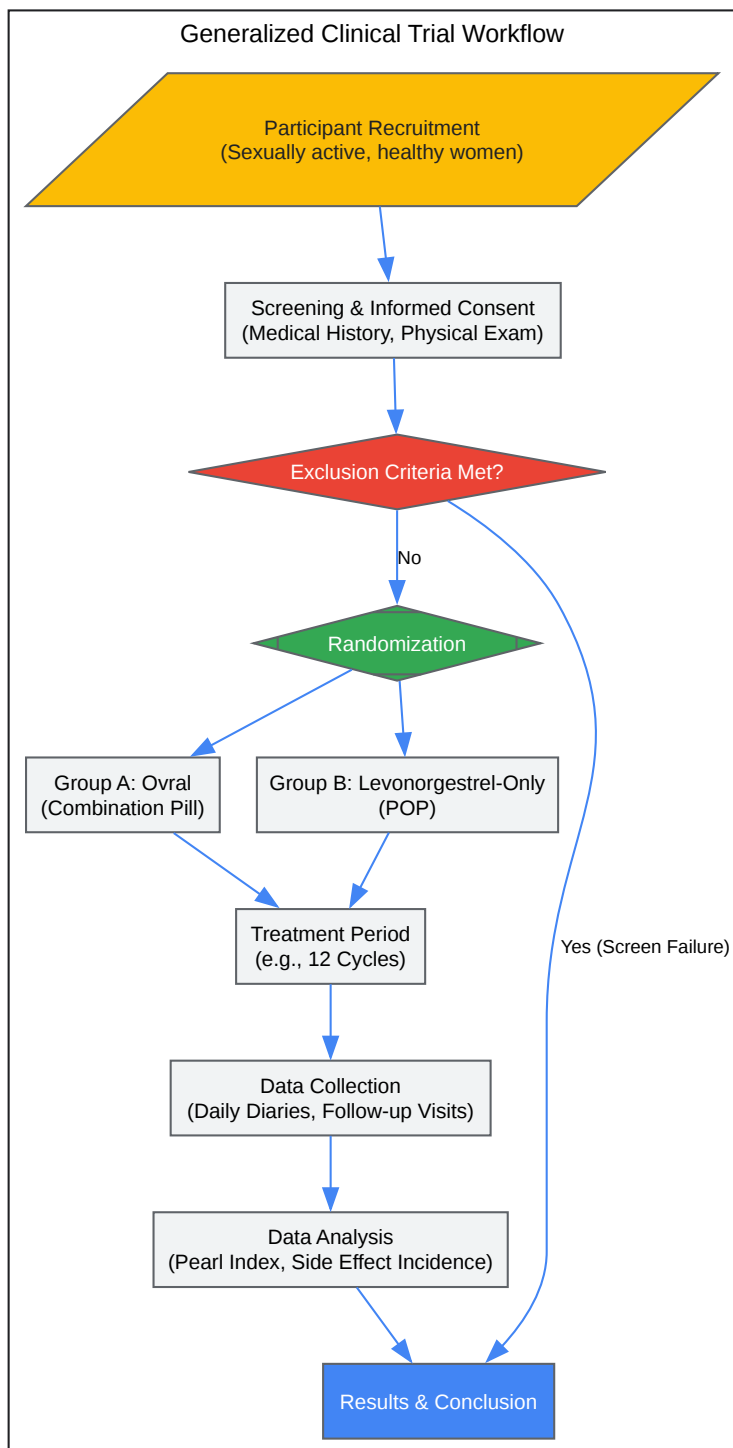 Generalized Clinical Trial Workflow
Participant Recruitment
(Sexually active, healthy women)
Screening & Informed Consent
(Medical History, Physical Exam)
Exclusion Criteria Met?
No
Randomization
Group A: Ovral
(Combination Pill)
Group B: Levonorgestrel-Only
(POP)
Treatment Period
(e.g., 12 Cycles)
Yes (Screen Failure)
Data Collection
(Daily Diaries, Follow-up Visits)
Data Analysis
(Pearl Index, Side Effect Incidence)
Results & Conclusion